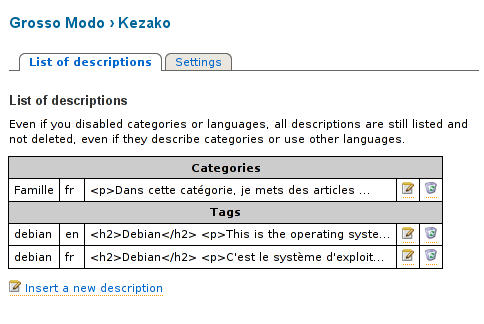 Grosso Modo › Kezako
List of descriptions Settings
List of descriptions
Even if you disabled categories or languages, all descriptions are still listed and
not deleted, even if they describe categories or use other languages.
Categories
Famille fr <p>Dans cette catégorie, je mets des articles ...
Tags
debian en <h2>Debian</h2> <p>This is the operating syste...
debian fr <h2>Debian</h2> <p>C'est le système d'exploit...
Insert a new description